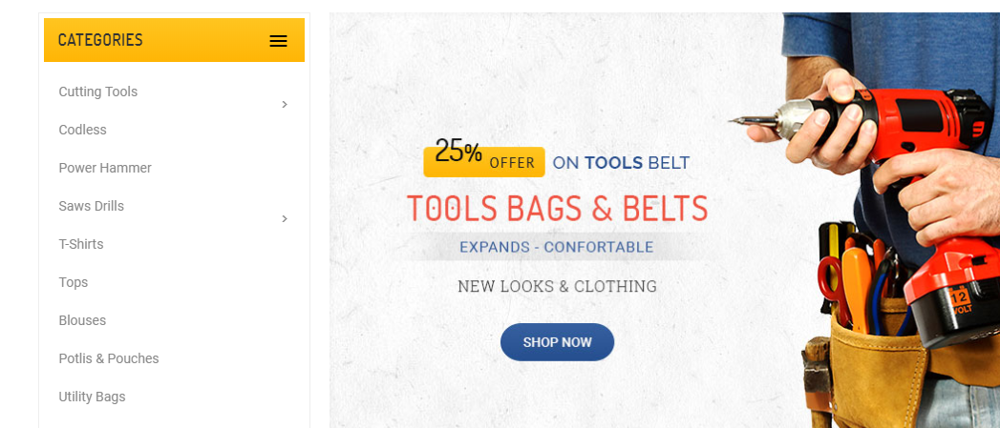 CATEGORIES
Cutting Tools
Codless
Power Hammer
Saws Drills
T-Shirts
Tops
Blouses
Potlis & Pouches
Utility Bags
25% OFFER ON TOOLS BELT
TOOLS BAGS & BELTS
EXPANDS - CONFORTABLE
NEW LOOKS & CLOTHING
SHOP NOW
12
VOLT